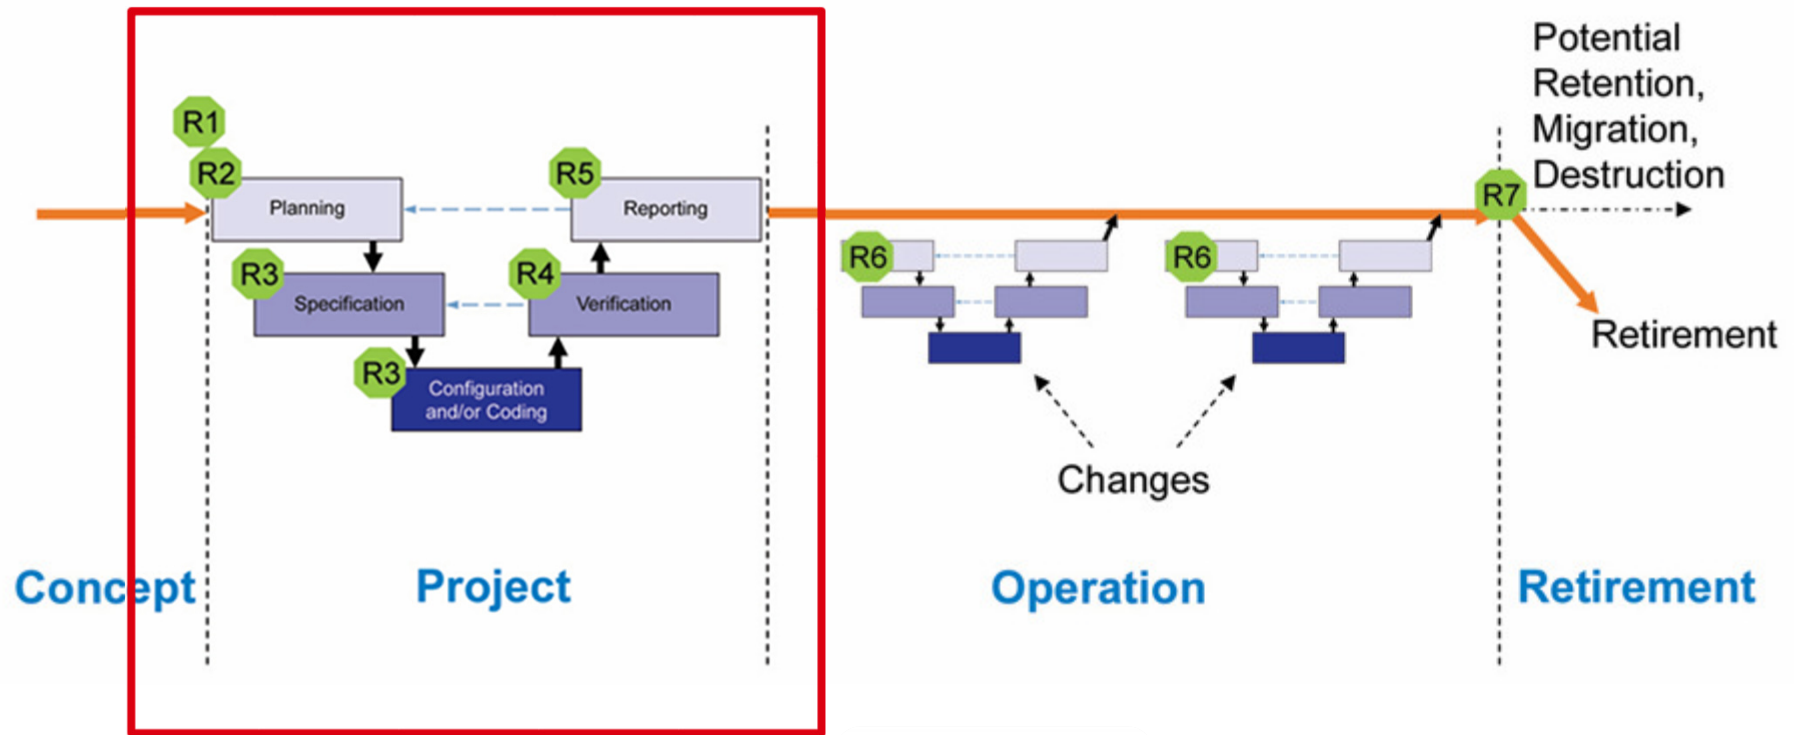 Potential
Retention,
Migration,
Destruction
R1
R2
R5
R7
Planning
Reporting
R3
R4
R6
R6
Specification
Verification
Retirement
R3
Configuration
and/or Coding
Changes
Concept
Project
Operation
Retirement